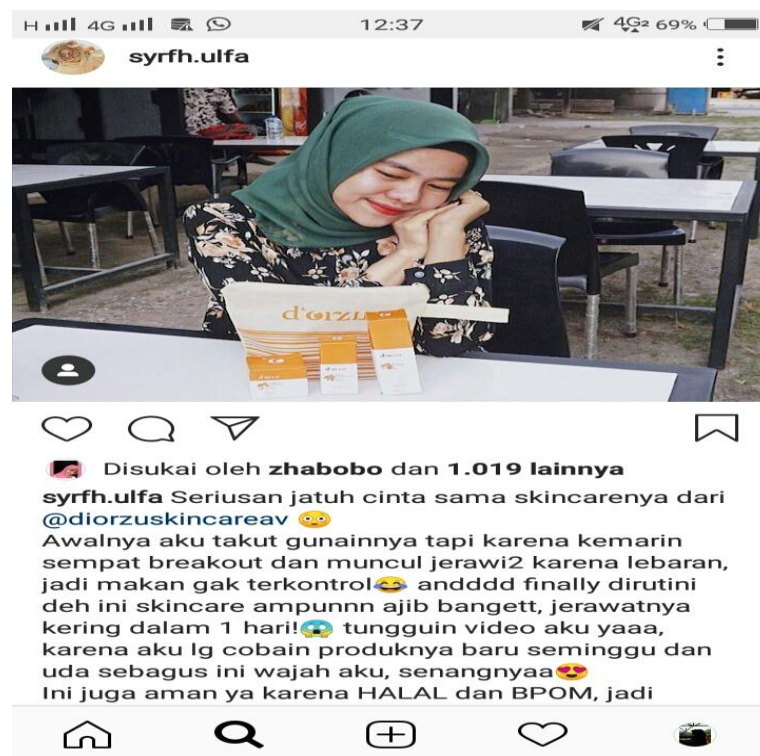 H 4G 12:37 4G2 69%
syrfh.ulfa
d'orzu
Disukai oleh zhabobo dan 1.019 lainnya
syrfh.ulfa Seriusan jatuh cinta sama skincarenya dari
@diorzuskincareav 😳
Awalnya aku takut gunainnya tapi karena kemarin
sempat breakout dan muncul jerawi2 karena lebaran,
jadi makan gak terkontrol😂 andddd finally dirutini
deh ini skincare ampunnn ajib bangett, jerawatnya
kering dalam 1 hari!😱 tungguin video aku yaaa,
karena aku lg cobain produknya baru seminggu dan
uda sebagus ini wajah aku, senangnyaa😍
Ini juga aman ya karena HALAL dan BPOM, jadi